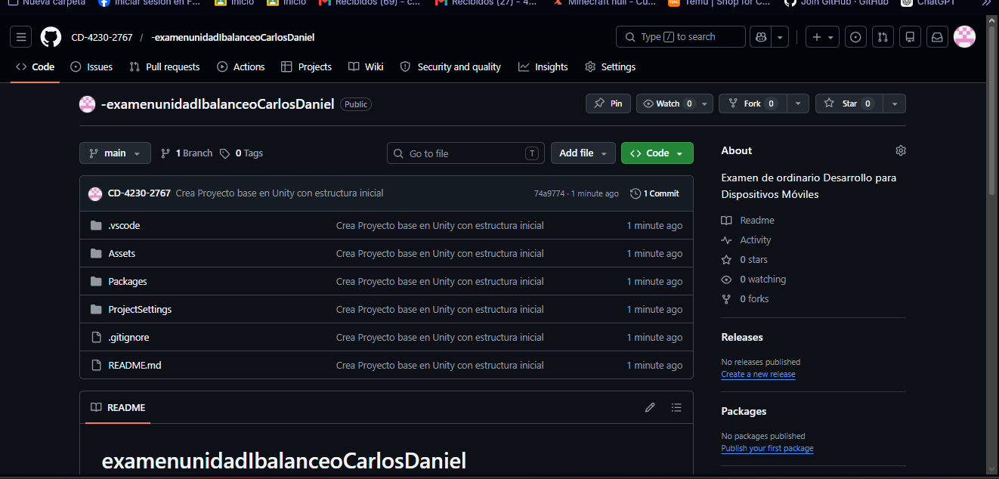 Nueva carpeta Iniciar sesión en F... Inicio Inicio Recibidos (69) - c... Recibidos (27) - 4... Minecraft null - Cu... Temu | Shop for C... Join GitHub · GitHub ChatGPT
CD-4230-2767 / -examenunidadIbalanceoCarlosDaniel Type / to search
Code Issues Pull requests Actions Projects Wiki Security and quality Insights Settings
-examenunidadIbalanceoCarlosDaniel Public Pin Watch 0 Fork 0 Star 0
main 1 Branch 0 Tags Go to file T Add file Code
CD-4230-2767 Crea Proyecto base en Unity con estructura inicial 74a9774 · 1 minute ago 1 Commit
.vscode Crea Proyecto base en Unity con estructura inicial 1 minute ago
Assets Crea Proyecto base en Unity con estructura inicial 1 minute ago
Packages Crea Proyecto base en Unity con estructura inicial 1 minute ago
ProjectSettings Crea Proyecto base en Unity con estructura inicial 1 minute ago
.gitignore Crea Proyecto base en Unity con estructura inicial 1 minute ago
README.md Crea Proyecto base en Unity con estructura inicial 1 minute ago
README
examenunidadIbalanceoCarlosDaniel
About
Examen de ordinario Desarrollo para
Dispositivos Móviles
Readme
Activity
0 stars
0 watching
0 forks
Releases
No releases published
Create a new release
Packages
No packages published
Publish your first package